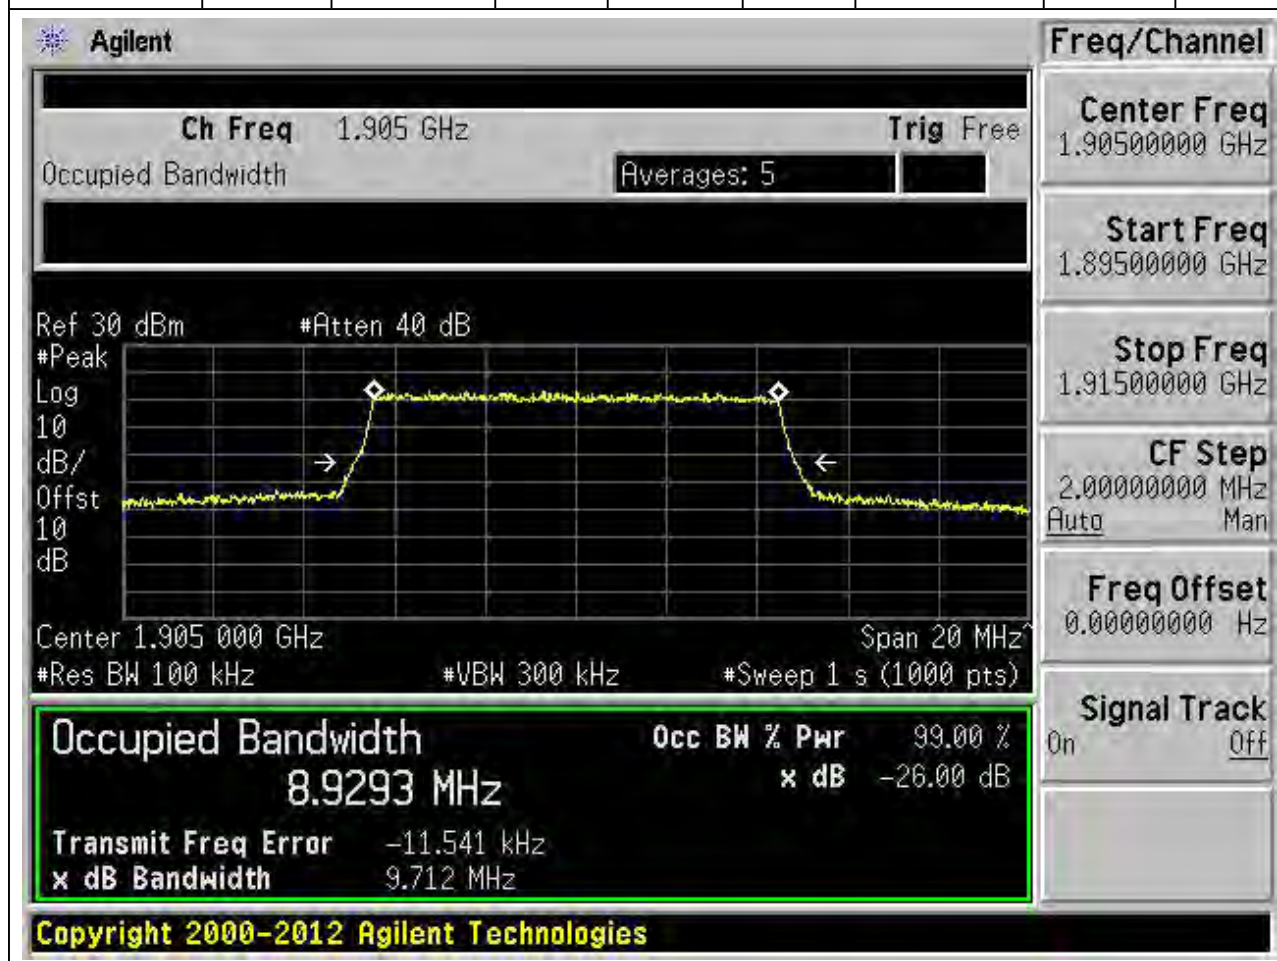 Agilent
Freq/Channel
Ch Freq 1.905 GHz Trig Free
Occupied Bandwidth Averages: 5
Center Freq
1.90500000 GHz
Start Freq
1.89500000 GHz
Stop Freq
1.91500000 GHz
CF Step
2.00000000 MHz
Auto Man
Freq Offset
0.00000000 Hz
Signal Track
On Off
Ref 30 dBm #Atten 40 dB
#Peak
Log
10
dB/
Offst
10
dB
Center 1.905 000 GHz Span 20 MHz^
#Res BW 100 kHz #VBW 300 kHz #Sweep 1 s (1000 pts)
Occupied Bandwidth Occ BW % Pwr 99.00 %
8.9293 MHz x dB -26.00 dB
Transmit Freq Error -11.541 kHz
x dB Bandwidth 9.712 MHz
Copyright 2000-2012 Agilent Technologies